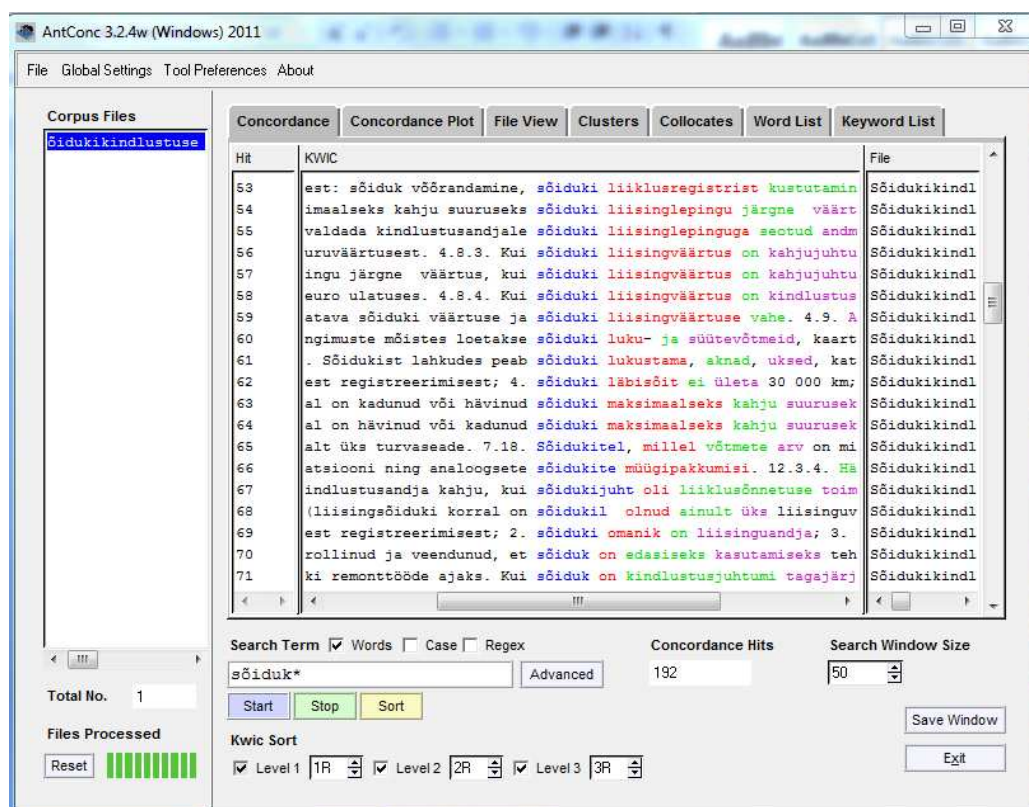 AntConc 3.2.4w (Windows) 2011
File Global Settings Tool Preferences About
Corpus Files
õidukikindlustuse
Concordance Concordance Plot File View Clusters Collocates Word List Keyword List
Hit KWIC File
53 est: sõiduk võõrandamine, sõiduki liiklusregistrist kustutamin Sõidukikindl
54 imaalseks kahju suuruseks sõiduki liisinglepingu järgne väärt Sõidukikindl
55 valdada kindlustusandjale sõiduki liisinglepinguga seotud andm Sõidukikindl
56 uruväärtusest. 4.8.3. Kui sõiduki liisingväärtus on kahjujuhtu Sõidukikindl
57 ingu järgne väärtus, kui sõiduki liisingväärtus on kahjujuhtu Sõidukikindl
58 euro ulatuses. 4.8.4. Kui sõiduki liisingväärtus on kindlustus Sõidukikindl
59 atava sõiduki väärtuse ja sõiduki liisingväärtuse vahe. 4.9. A Sõidukikindl
60 ngimuste mõistes loetakse sõiduki luku- ja süütevõtmeid, kaart Sõidukikindl
61 . Sõidukist lahkudes peab sõiduki lukustama, aknad, uksed, kat Sõidukikindl
62 est registreerimisest; 4. sõiduki läbisõit ei ületa 30 000 km; Sõidukikindl
63 al on kadunud või hävinud sõiduki maksimaalseks kahju suurusek Sõidukikindl
64 al on hävinud või kadunud sõiduki maksimaalseks kahju suurusek Sõidukikindl
65 alt üks turvaseade. 7.18. Sõidukitel, millel võtmete arv on mi Sõidukikindl
66 atsiooni ning analoogsete sõidukite müügipakkumisi. 12.3.4. Hä Sõidukikindl
67 indlustusandja kahju, kui sõidukijuht oli liiklusõnnetuse toim Sõidukikindl
68 (liisingsõiduki korral on sõidukil olnud ainult üks liisinguv Sõidukikindl
69 est registreerimisest; 2. sõiduki omanik on liisinguandja; 3. Sõidukikindl
70 rollinud ja veendunud, et sõiduk on edasiseks kasutamiseks teh Sõidukikindl
71 ki remonttööde ajaks. Kui sõiduk on kindlustusjuhtumi tagajärj Sõidukikindl
Search Term Words Case Regex Concordance Hits Search Window Size
sõiduk* Advanced 192 50
Total No. 1
Start Stop Sort
Save Window
Files Processed
Kwic Sort
Reset Level 1 1R Level 2 2R Level 3 3R Exit